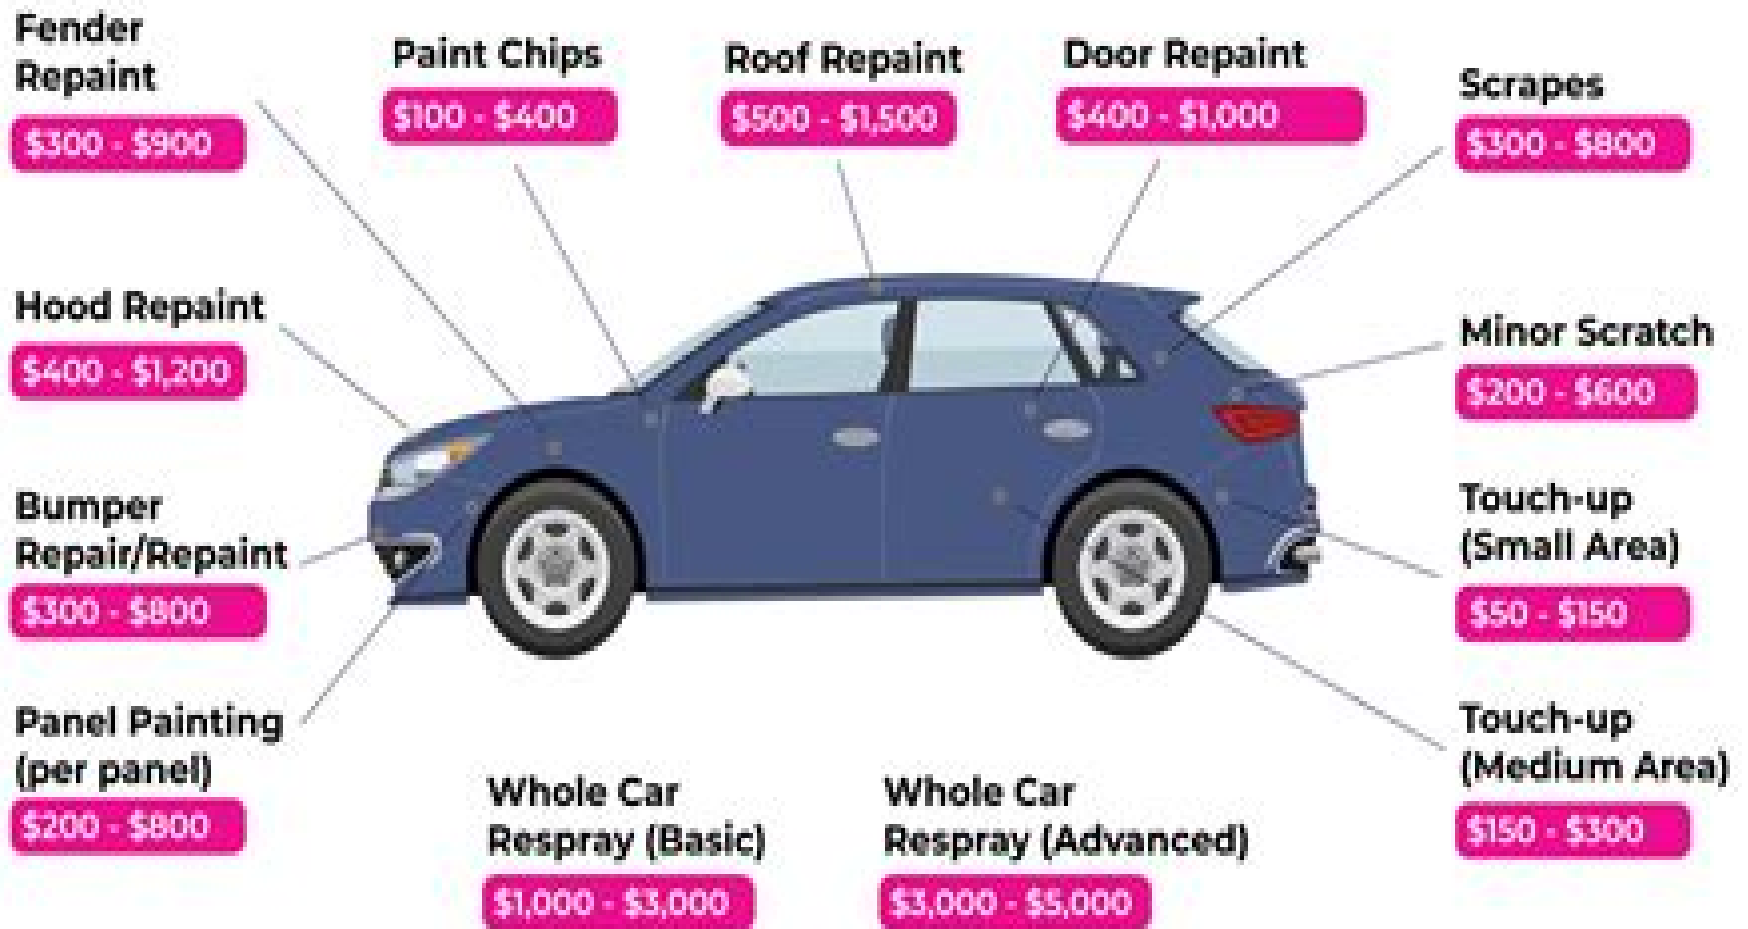 Fender
Repaint
$300 - $900
Paint Chips
$100 - $400
Roof Repaint
$500 - $1,500
Door Repaint
$400 - $1,000
Scrapes
$300 - $800
Hood Repaint
$400 - $1,200
Minor Scratch
$200 - $600
Bumper
Repair/Repaint
$300 - $800
Touch-up
(Small Area)
$50 - $150
Panel Painting
(per panel)
$200 - $800
Touch-up
(Medium Area)
$150 - $300
Whole Car
Respray (Basic)
$1,000 - $3,000
Whole Car
Respray (Advanced)
$3,000 - $5,000